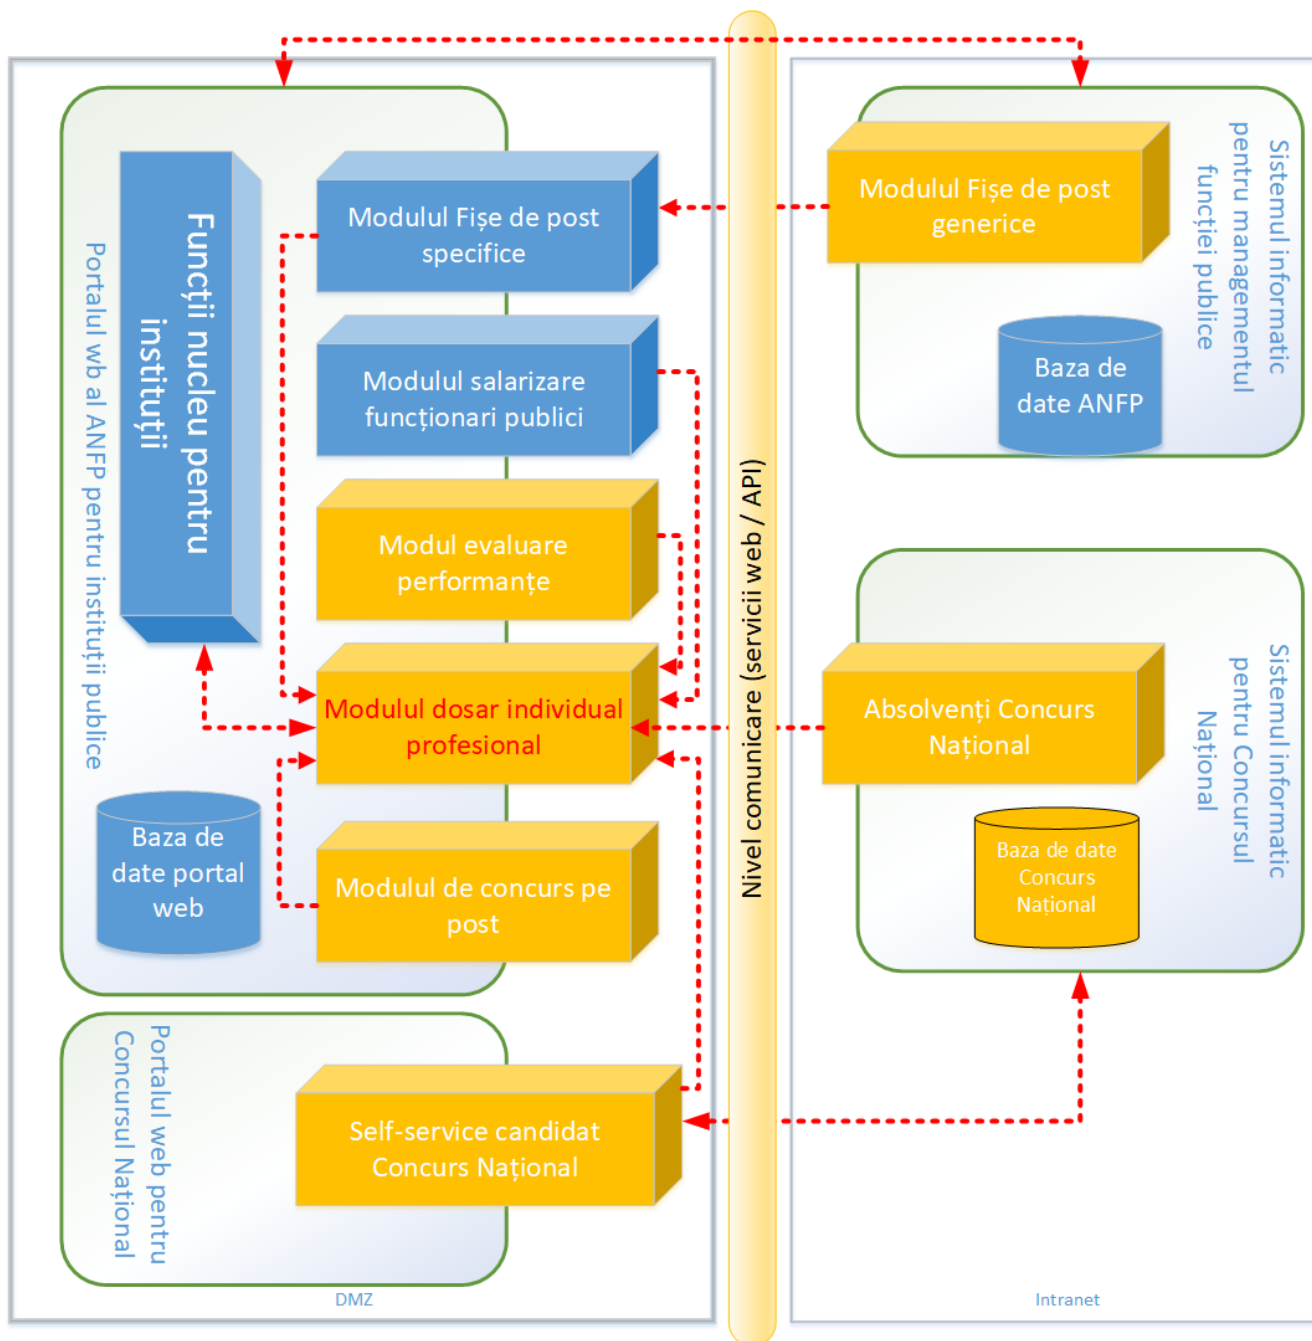 Portalul wb al ANFP pentru instituții publice
Funcții nucleu pentru
instituții
Modulul Fișe de post
specifice
Modulul salarizare
funcționari publici
Modul evaluare
performanțe
Modulul dosar individual
profesional
Modulul de concurs pe
post
Baza de
date portal
web
Portalul web pentru
Concursul Național
Self-service candidat
Concurs Național
DMZ
Nivel comunicare (servicii web / API)
Modulul Fișe de post
generice
Sistemul informatic
pentru managementul
funcției publice
Baza de
date ANFP
Absolvenți Concurs
Național
Sistemul informatic
pentru Concursul
Național
Baza de date
Concurs
Național
Intranet